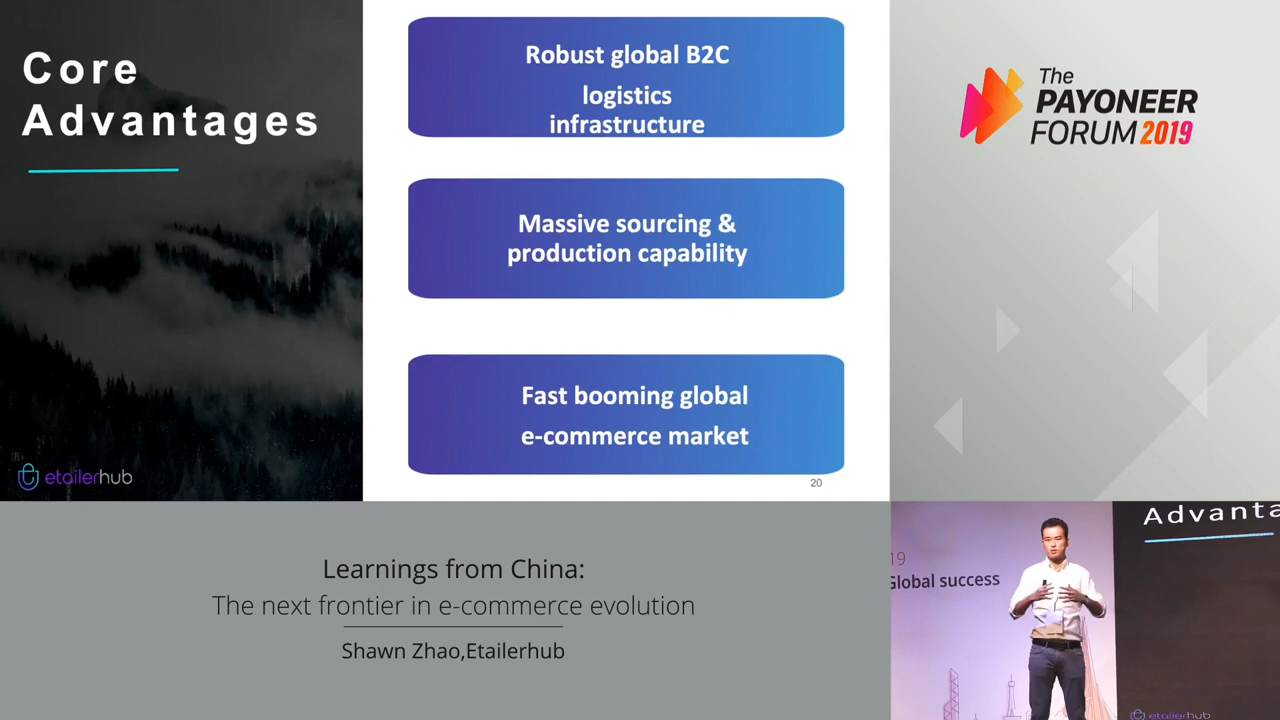 Core
Advantages
etailerhub
Robust global B2C
logistics
infrastructure
Massive sourcing &
production capability
Fast booming global
e-commerce market
20
The
PAYONEER
FORUM 2019
Learnings from China:
The next frontier in e-commerce evolution
Shawn Zhao,Etailerhub
19
Global success
Advanta
etailerhub